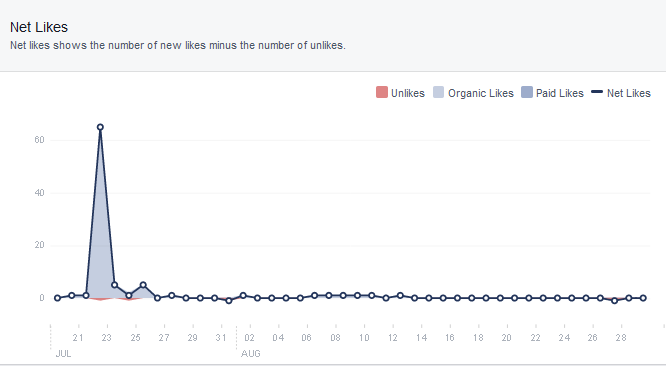 Net Likes
Net likes shows the number of new likes minus the number of unlikes.
Unlikes Organic Likes Paid Likes Net Likes
60
40
20
0
21 23 25 27 29 31 02 04 06 08 10 12 14 16 18 20 22 24 26 28
JUL AUG